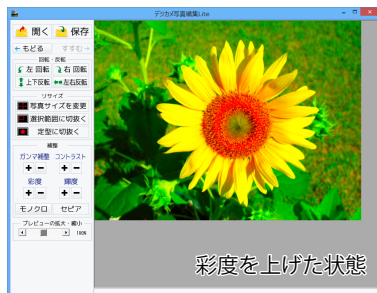 デジカメ写真編集Lite
開く 保存
もどる すすむ
回転・反転
左 回転 右 回転
上下反転 左右反転
リサイズ
写真サイズを変更
選択範囲に切抜く
定型に切抜く
補整
ガンマ補整 コントラスト
+ - + -
彩度 輝度
+ - + -
モノクロ セピア
プレビューの拡大・縮小
100%
彩度を上げた状態